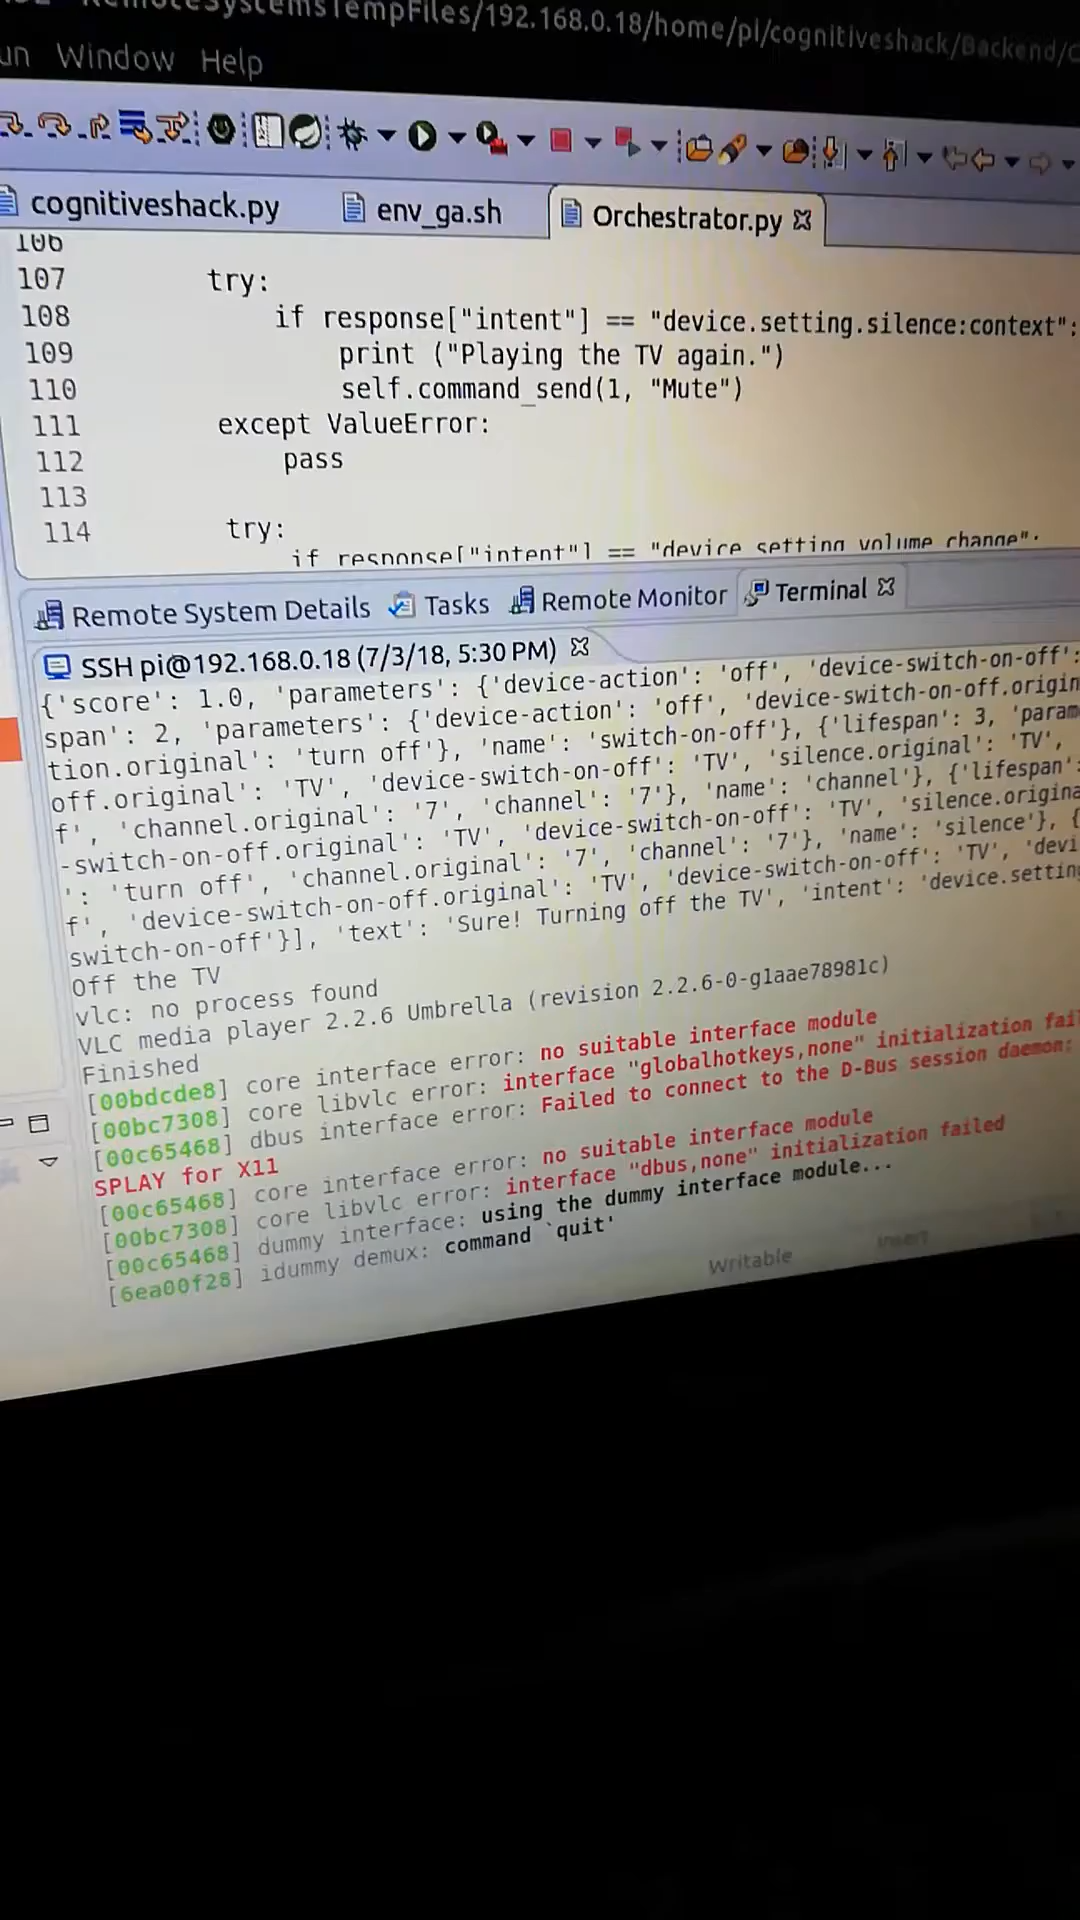 RemoteSystemsTempFiles/192.168.0.18/home/pi/cognitiveshack/Backend/
un Window Help
cognitiveshack.py env_ga.sh Orchestrator.py
106
107 try:
108 if response["intent"] == "device.setting.silence:context":
109 print ("Playing the TV again.")
110 self.command_send(1, "Mute")
111 except ValueError:
112 pass
113
114 try:
if response["intent"] == "device.setting.volume.change":
Remote System Details Tasks Remote Monitor Terminal
SSH pi@192.168.0.18 (7/3/18, 5:30 PM)
{'score': 1.0, 'parameters': {'device-action': 'off', 'device-switch-on-off':
span': 2, 'parameters': {'device-action': 'off', 'device-switch-on-off.origin
tion.original': 'turn off'}, 'name': 'switch-on-off'}, {'lifespan': 3, 'param
off.original': 'TV', 'device-switch-on-off': 'TV', 'silence.original': 'TV',
f', 'channel.original': '7', 'channel': '7'}, 'name': 'channel'}, {'lifespan':
-switch-on-off.original': 'TV', 'device-switch-on-off': 'TV', 'silence.origina
': 'turn off', 'channel.original': '7', 'channel': '7'}, 'name': 'silence'}, {
f', 'device-switch-on-off.original': 'TV', 'device-switch-on-off': 'TV', 'devi
switch-on-off'}], 'text': 'Sure! Turning off the TV', 'intent': 'device.setting
Off the TV
vlc: no process found
VLC media player 2.2.6 Umbrella (revision 2.2.6-0-g1aae78981c)
Finished
[00bdcde8] core interface error: no suitable interface module
[00bc7308] core libvlc error: interface "globalhotkeys,none" initialization fai
[00c65468] dbus interface error: Failed to connect to the D-Bus session daemon:
SPLAY for X11
[00c65468] core interface error: no suitable interface module
[00bc7308] core libvlc error: interface "dbus,none" initialization failed
[00c65468] dummy interface: using the dummy interface module...
[6ea00f28] idummy demux: command `quit'
Writable Insert